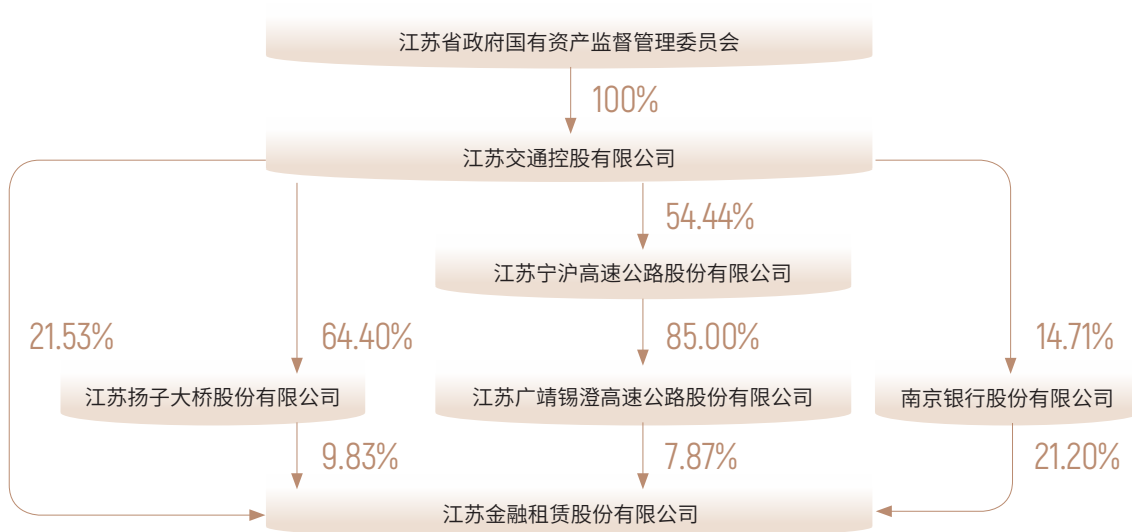 江苏省政府国有资产监督管理委员会
100%
江苏交通控股有限公司
54.44%
江苏宁沪高速公路股份有限公司
21.53%
64.40%
85.00%
14.71%
江苏扬子大桥股份有限公司
江苏广靖锡澄高速公路股份有限公司
南京银行股份有限公司
9.83%
7.87%
21.20%
江苏金融租赁股份有限公司